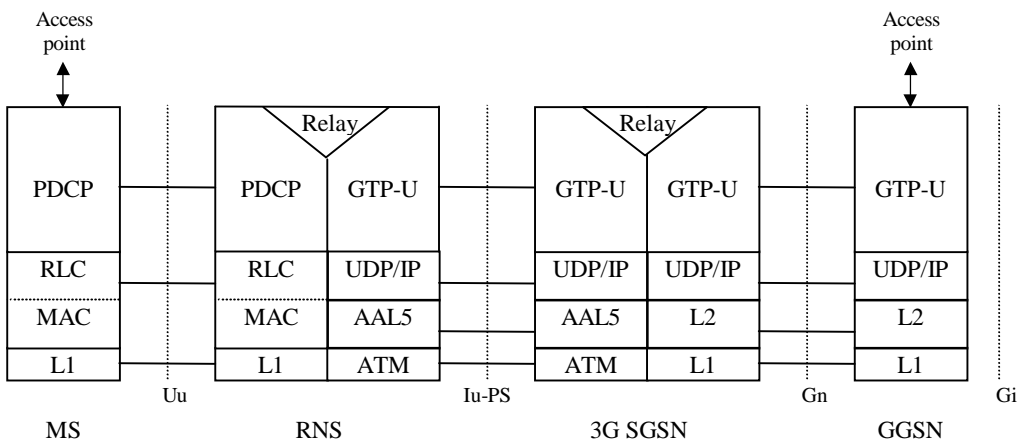 Access
point
Access
point
Relay
Relay
PDCP
PDCP
GTP-U
GTP-U
GTP-U
GTP-U
RLC
RLC
UDP/IP
UDP/IP
UDP/IP
UDP/IP
MAC
MAC
AAL5
AAL5
L2
L2
L1
L1
ATM
ATM
L1
L1
Uu
Iu-PS
Gn
Gi
MS
RNS
3G SGSN
GGSN